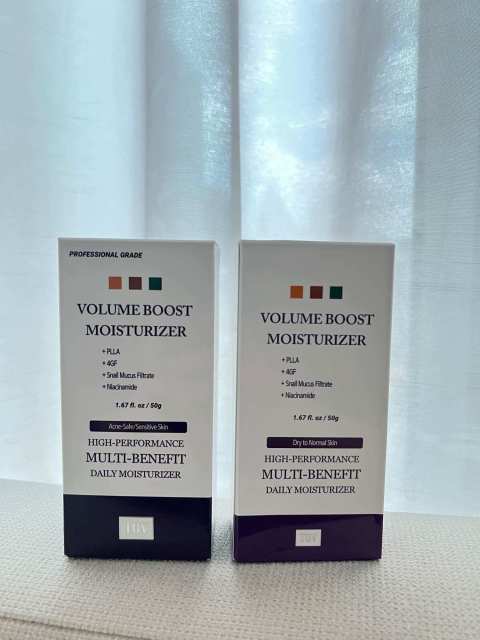 PROFESSIONAL GRADE
VOLUME BOOST
MOISTURIZER
+ PLLA
+ 4GF
+ Snail Mucus Filtrate
+ Niacinamide
1.67 fl. oz / 50g
Acne-Safe/Sensitive Skin
HIGH-PERFORMANCE
MULTI-BENEFIT
DAILY MOISTURIZER
VOLUME BOOST
MOISTURIZER
+ PLLA
+ 4GF
+ Snail Mucus Filtrate
+ Niacinamide
1.67 fl. oz / 50g
Dry to Normal Skin
HIGH-PERFORMANCE
MULTI-BENEFIT
DAILY MOISTURIZER